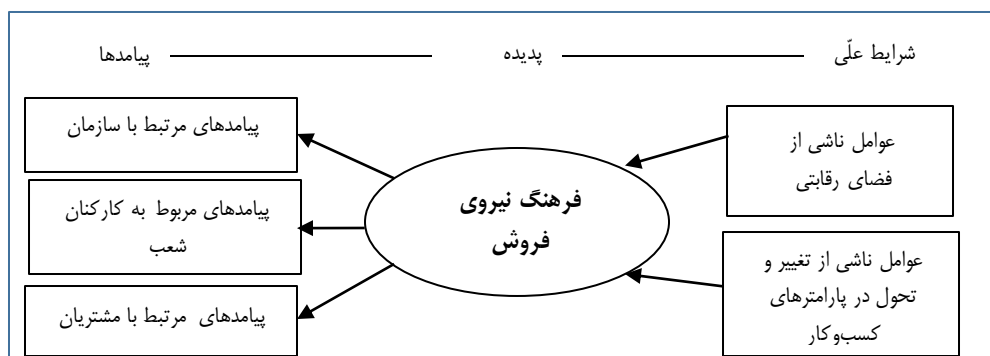 شرایط علّی
پدیده
پیامدها
عوامل ناشی از
فضای رقابتی
عوامل ناشی از تغییر و
تحول در پارامترهای
کسب‌وکار
فرهنگ نیروی
فروش
پیامدهای مرتبط با سازمان
پیامدهای مربوط به کارکنان
شعب
پیامدهای مرتبط با مشتریان